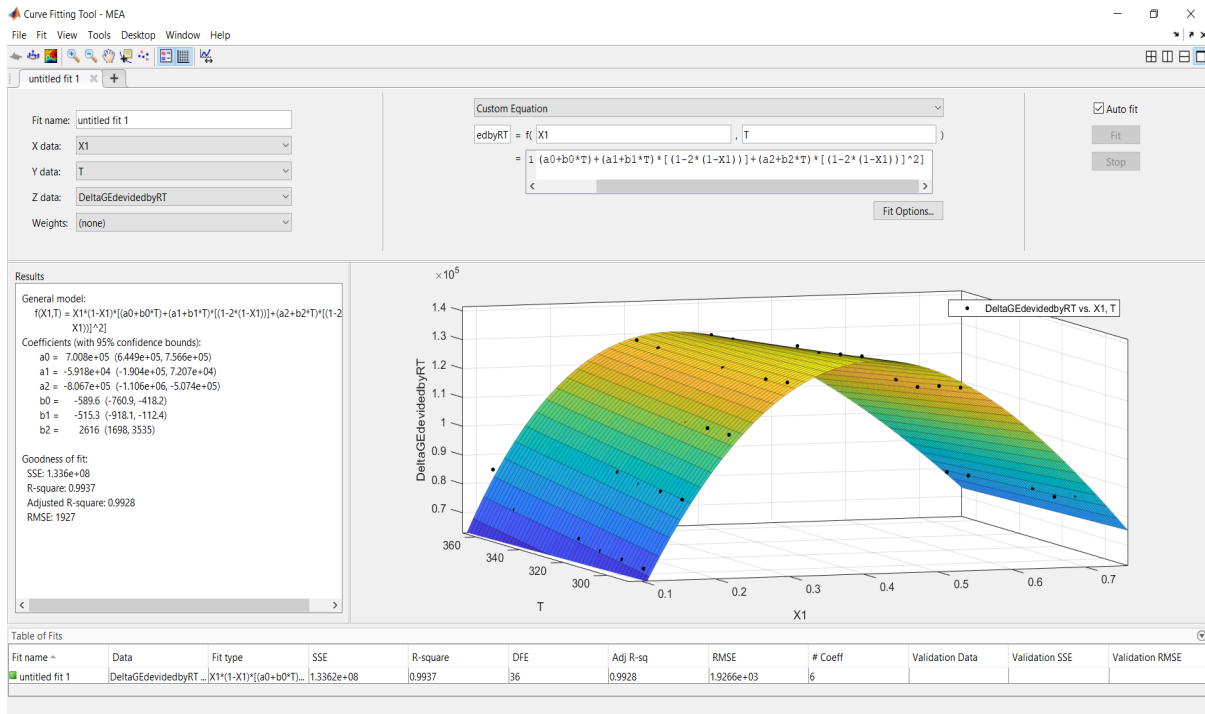 Curve Fitting Tool - MEA
File Fit View Tools Desktop Window Help
untitled fit 1
Fit name: untitled fit 1
X data: X1
Y data: T
Z data: DeltaGEdevidedbyRT
Weights: (none)
Custom Equation
edbyRT = f( X1 , T )
= 1 (a0+b0*T)+(a1+b1*T)*[(1-2*(1-X1))]+(a2+b2*T)*[(1-2*(1-X1))]^2]
Fit Options...
Auto fit
Fit
Stop
Results
General model:
f(X1,T) = X1*(1-X1)*[(a0+b0*T)+(a1+b1*T)*[(1-2*(1-X1))]+(a2+b2*T)*[(1-2
X1))]^2]
Coefficients (with 95% confidence bounds):
a0 = 7.008e+05 (6.449e+05, 7.566e+05)
a1 = -5.918e+04 (-1.904e+05, 7.207e+04)
a2 = -8.067e+05 (-1.106e+06, -5.074e+05)
b0 = -589.6 (-760.9, -418.2)
b1 = -515.3 (-918.1, -112.4)
b2 = 2616 (1698, 3535)
Goodness of fit:
SSE: 1.336e+08
R-square: 0.9937
Adjusted R-square: 0.9928
RMSE: 1927
×10^5
1.4
1.3
1.2
1.1
1
0.9
0.8
0.7
DeltaGEdevidedbyRT
360
340
320
300
T
0.1
0.2
0.3
0.4
0.5
0.6
0.7
X1
DeltaGEdevidedbyRT vs. X1, T
Table of Fits
Fit name Data Fit type SSE R-square DFE Adj R-sq RMSE # Coeff Validation Data Validation SSE Validation RMSE
untitled fit 1 DeltaGEdevidedbyRT ... X1*(1-X1)*[(a0+b0*T)... 1.3362e+08 0.9937 36 0.9928 1.9266e+03 6